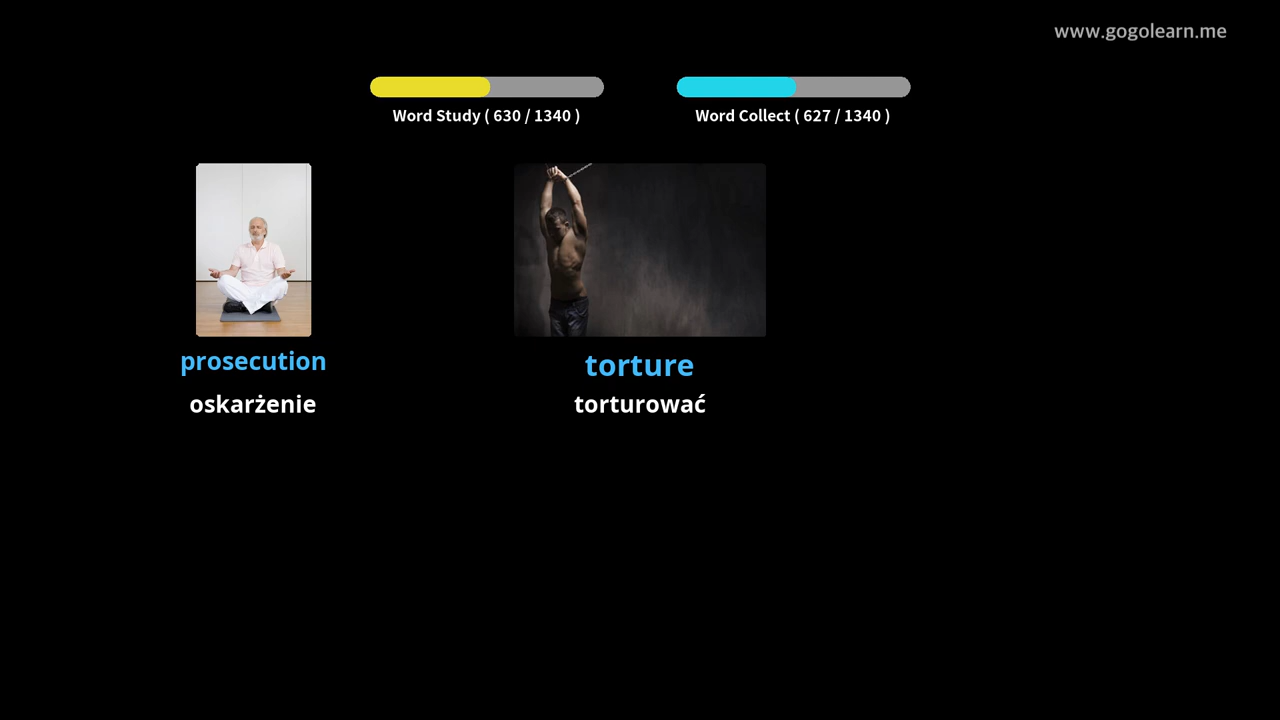 www.gogolearn.me
Word Study ( 630 / 1340 )
Word Collect ( 627 / 1340 )
prosecution
oskarżenie
torture
torturować